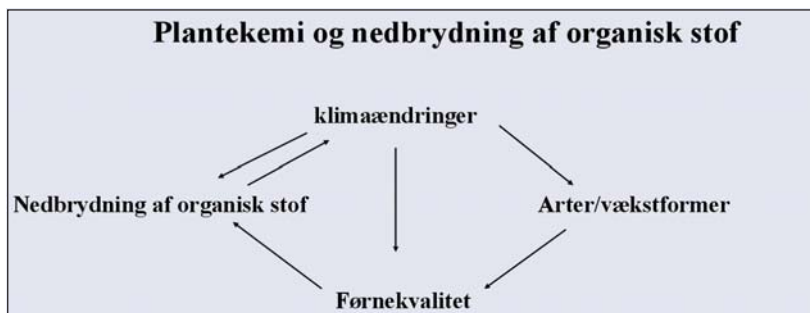 Plantekemi og nedbrydning af organisk stof
klimaændringer
Nedbrydning af organisk stof
Arter/vækstformer
Førnekvalitet